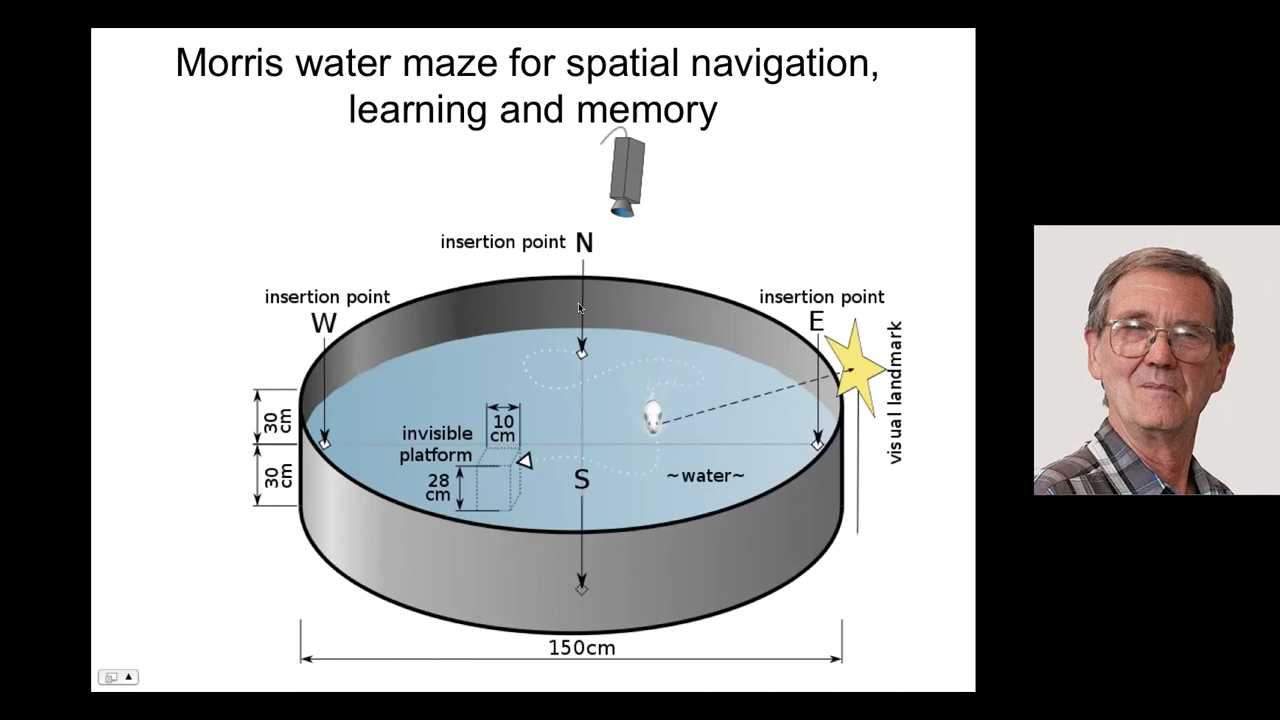 Morris water maze for spatial navigation,
learning and memory
insertion point N
insertion point
W
insertion point
E
visual landmark
30
cm
30
cm
10
cm
invisible
platform
28
cm
S
~water~
150cm